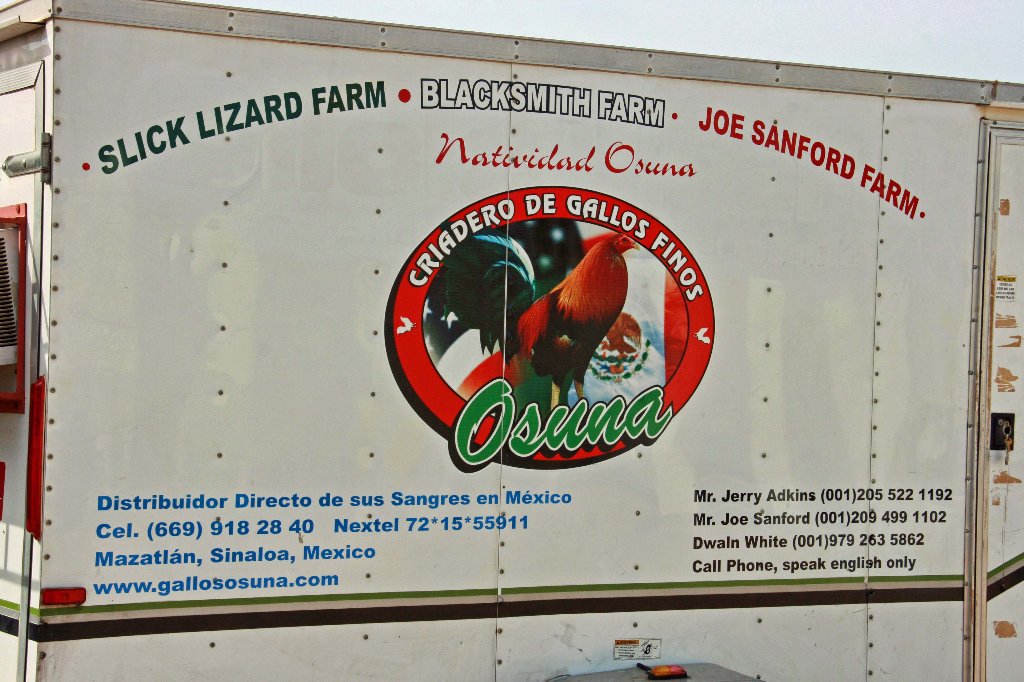 • SLICK LIZARD FARM • BLACKSMITH FARM • JOE SANFORD FARM •
Natividad Osuna
CRIADERO DE GALLOS FINOS
Osuna
Distribuidor Directo de sus Sangres en México
Cel. (669) 918 28 40 Nextel 72*15*55911
Mazatlán, Sinaloa, Mexico
www.gallososuna.com
Mr. Jerry Adkins (001)205 522 1192
Mr. Joe Sanford (001)209 499 1102
Dwaln White (001)979 263 5862
Call Phone, speak english only